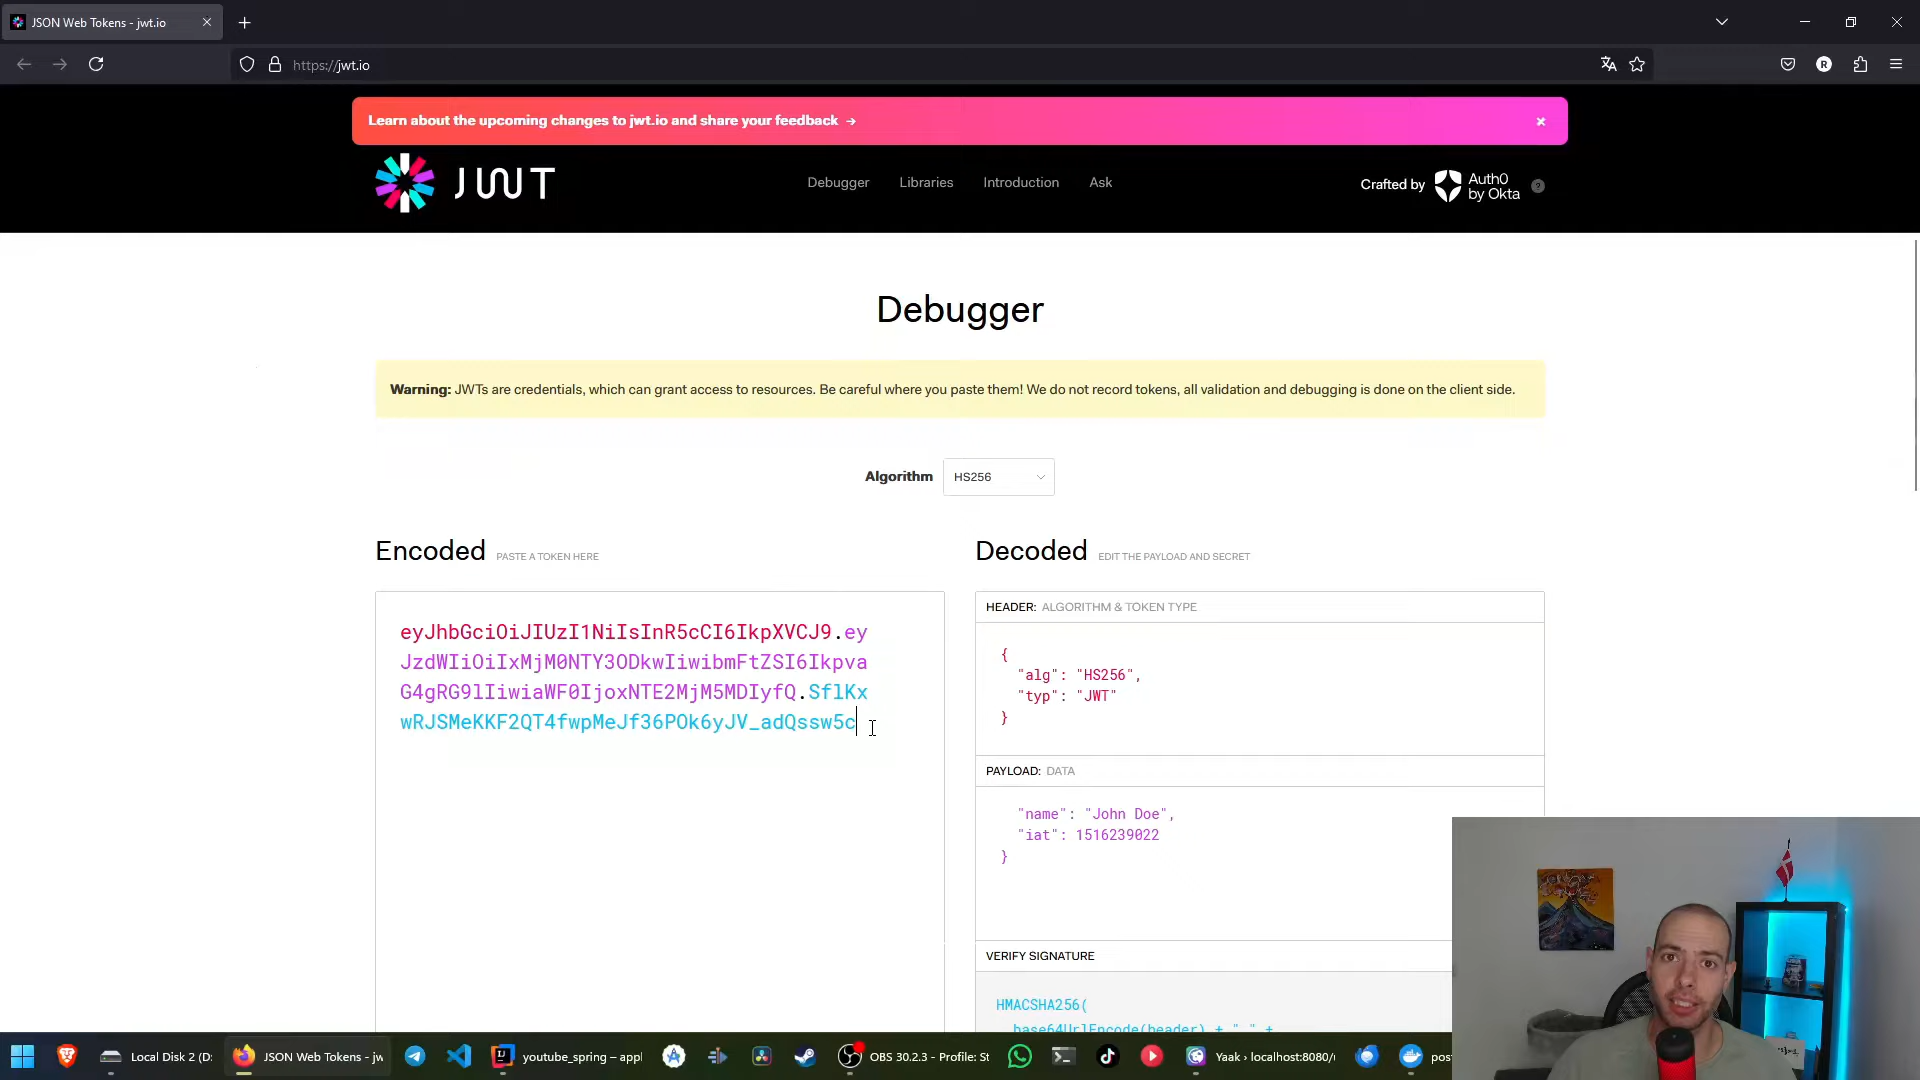 JSON Web Tokens - jwt.io
https://jwt.io
R
Learn about the upcoming changes to jwt.io and share your feedback →
JWT
Debugger
Libraries
Introduction
Ask
Crafted by
Auth0
by Okta
?
Debugger
Warning: JWTs are credentials, which can grant access to resources. Be careful where you paste them! We do not record tokens, all validation and debugging is done on the client side.
Algorithm
HS256
Encoded PASTE A TOKEN HERE
eyJhbGciOiJIUzI1NiIsInR5cCI6IkpXVCJ9.ey
JzdWIiOiIxMjM0NTY3ODkwIiwibmFtZSI6Ikpva
G4gRG9lIiwiaWF0IjoxNTE2MjM5MDIyfQ.SflKx
wRJSMeKKF2QT4fwpMeJf36POk6yJV_adQssw5c
Decoded EDIT THE PAYLOAD AND SECRET
HEADER: ALGORITHM & TOKEN TYPE
{
"alg": "HS256",
"typ": "JWT"
}
PAYLOAD: DATA
"name": "John Doe",
"iat": 1516239022
}
VERIFY SIGNATURE
HMACSHA256(
base64UrlEncode(header) + "." +
Local Disk 2 (D:
JSON Web Tokens - jw
youtube_spring – appl
OBS 30.2.3 - Profile: St
Yaak › localhost:8080/
pos